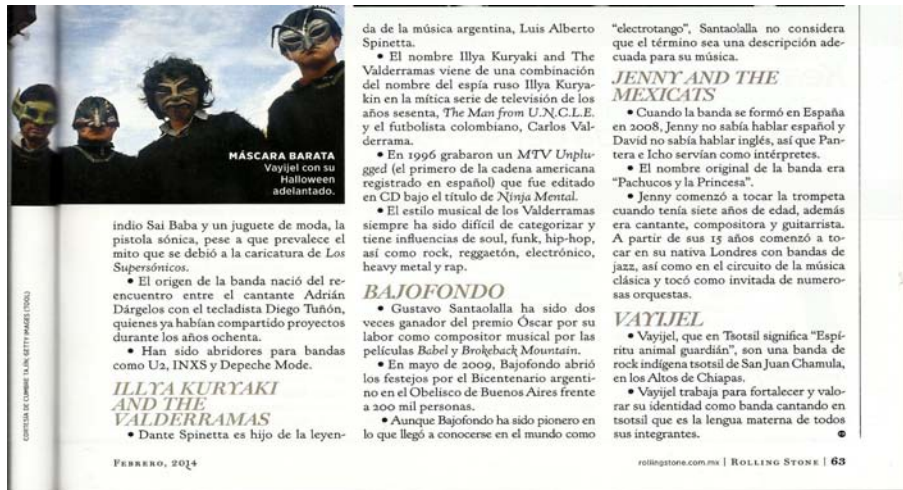 MÁSCARA BARATA
Vayijel con su
Halloween
adelantado.
CORTESÍA DE CUMBRE TAJÍN; GETTY IMAGES (TOOL)
indio Sai Baba y un juguete de moda, la
pistola sónica, pese a que prevalece el
mito que se debió a la caricatura de Los
Supersónicos.
• El origen de la banda nació del re-
encuentro entre el cantante Adrián
Dárgelos con el tecladista Diego Tuñón,
quienes ya habían compartido proyectos
durante los años ochenta.
• Han sido abridores para bandas
como U2, INXS y Depeche Mode.
ILLYA KURYAKI
AND THE
VALDERRAMAS
• Dante Spinetta es hijo de la leyen-
da de la música argentina, Luis Alberto
Spinetta.
• El nombre Illya Kuryaki and The
Valderramas viene de una combinación
del nombre del espía ruso Illya Kurya-
kin en la mítica serie de televisión de los
años sesenta, The Man from U.N.C.L.E.
y el futbolista colombiano, Carlos Val-
derrama.
• En 1996 grabaron un MTV Unplu-
gged (el primero de la cadena americana
registrado en español) que fue editado
en CD bajo el título de Ninja Mental.
• El estilo musical de los Valderramas
siempre ha sido difícil de categorizar y
tiene influencias de soul, funk, hip-hop,
así como rock, reggaetón, electrónico,
heavy metal y rap.
BAJOFONDO
• Gustavo Santaolalla ha sido dos
veces ganador del premio Óscar por su
labor como compositor musical por las
películas Babel y Brokeback Mountain.
• En mayo de 2009, Bajofondo abrió
los festejos por el Bicentenario argenti-
no en el Obelisco de Buenos Aires frente
a 200 mil personas.
• Aunque Bajofondo ha sido pionero en
lo que llegó a conocerse en el mundo como
"electrotango", Santaolalla no considera
que el término sea una descripción ade-
cuada para su música.
JENNY AND THE
MEXICATS
• Cuando la banda se formó en España
en 2008, Jenny no sabía hablar español y
David no sabía hablar inglés, así que Pan-
tera e Icho servían como intérpretes.
• El nombre original de la banda era
"Pachucos y la Princesa".
• Jenny comenzó a tocar la trompeta
cuando tenía siete años de edad, además
era cantante, compositora y guitarrista.
A partir de sus 15 años comenzó a to-
car en su nativa Londres con bandas de
jazz, así como en el circuito de la música
clásica y tocó como invitada de numero-
sas orquestas.
VAYIJEL
• Vayijel, que en Tsotsil significa "Espí-
ritu animal guardián", son una banda de
rock indígena tsotsil de San Juan Chamula,
en los Altos de Chiapas.
• Vayijel trabaja para fortalecer y valo-
rar su identidad como banda cantando en
tsotsil que es la lengua materna de todos
sus integrantes.
FEBRERO, 2014
rollingstone.com.mx | ROLLING STONE | 63